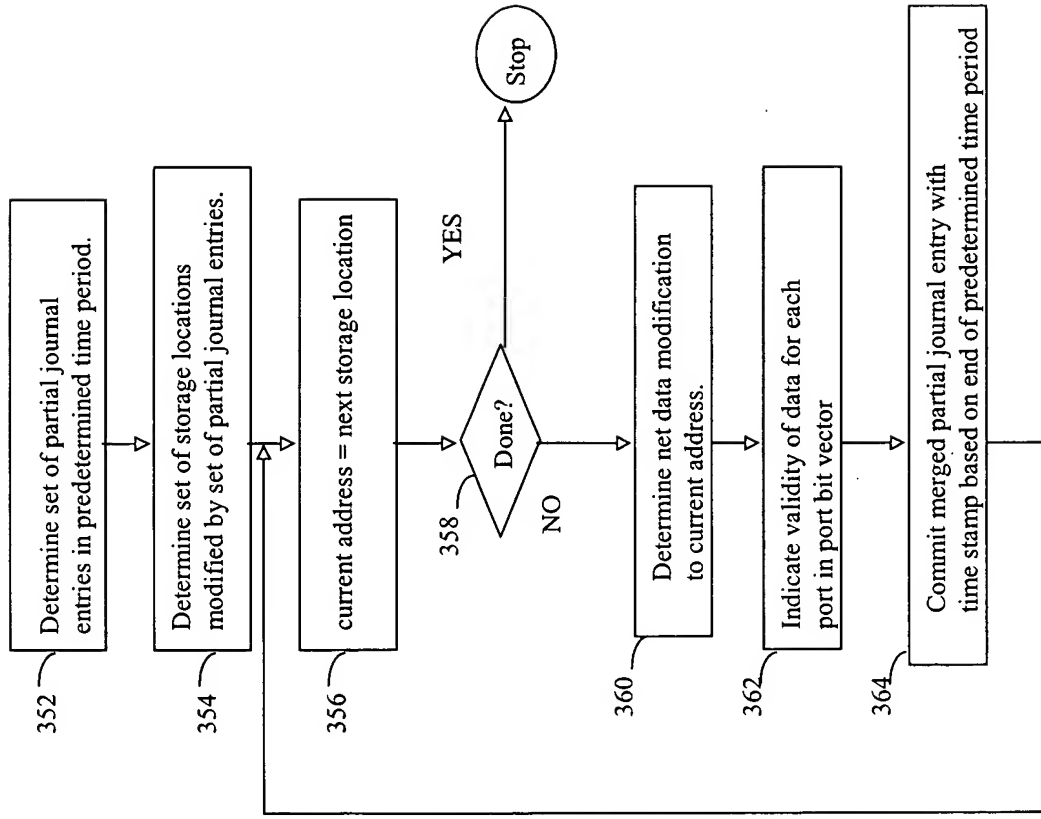 352
Determine set of partial journal
entries in predetermined time period.
354
Determine set of storage locations
modified by set of partial journal entries.
356
current address = next storage location
358
Done?
YES
Stop
NO
360
Determine net data modification
to current address.
362
Indicate validity of data for each
port in port bit vector
364
Commit merged partial journal entry with
time stamp based on end of predetermined time period